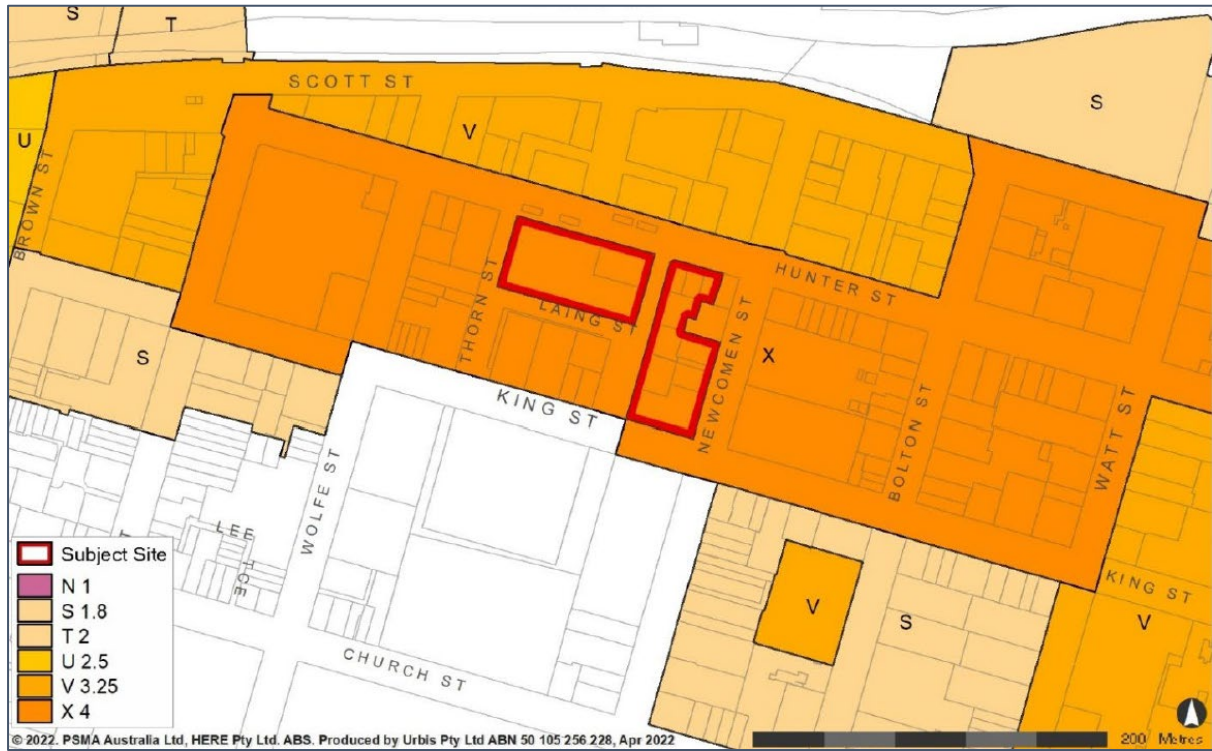 S
T
SCOTT ST
S
U
V
BROWN ST
THORN ST
LAING ST
HUNTER ST
NEWCOMEN ST
X
S
KING ST
BOLTON ST
WATT ST
WOLFE ST
LEE TCE
T
V
S
KING ST
V
CHURCH ST
Subject Site
N 1
S 1.8
T 2
U 2.5
V 3.25
X 4
© 2022. PSMA Australia Ltd, HERE Pty Ltd. ABS. Produced by Urbis Pty Ltd ABN 50 105 256 228, Apr 2022
200 Metres